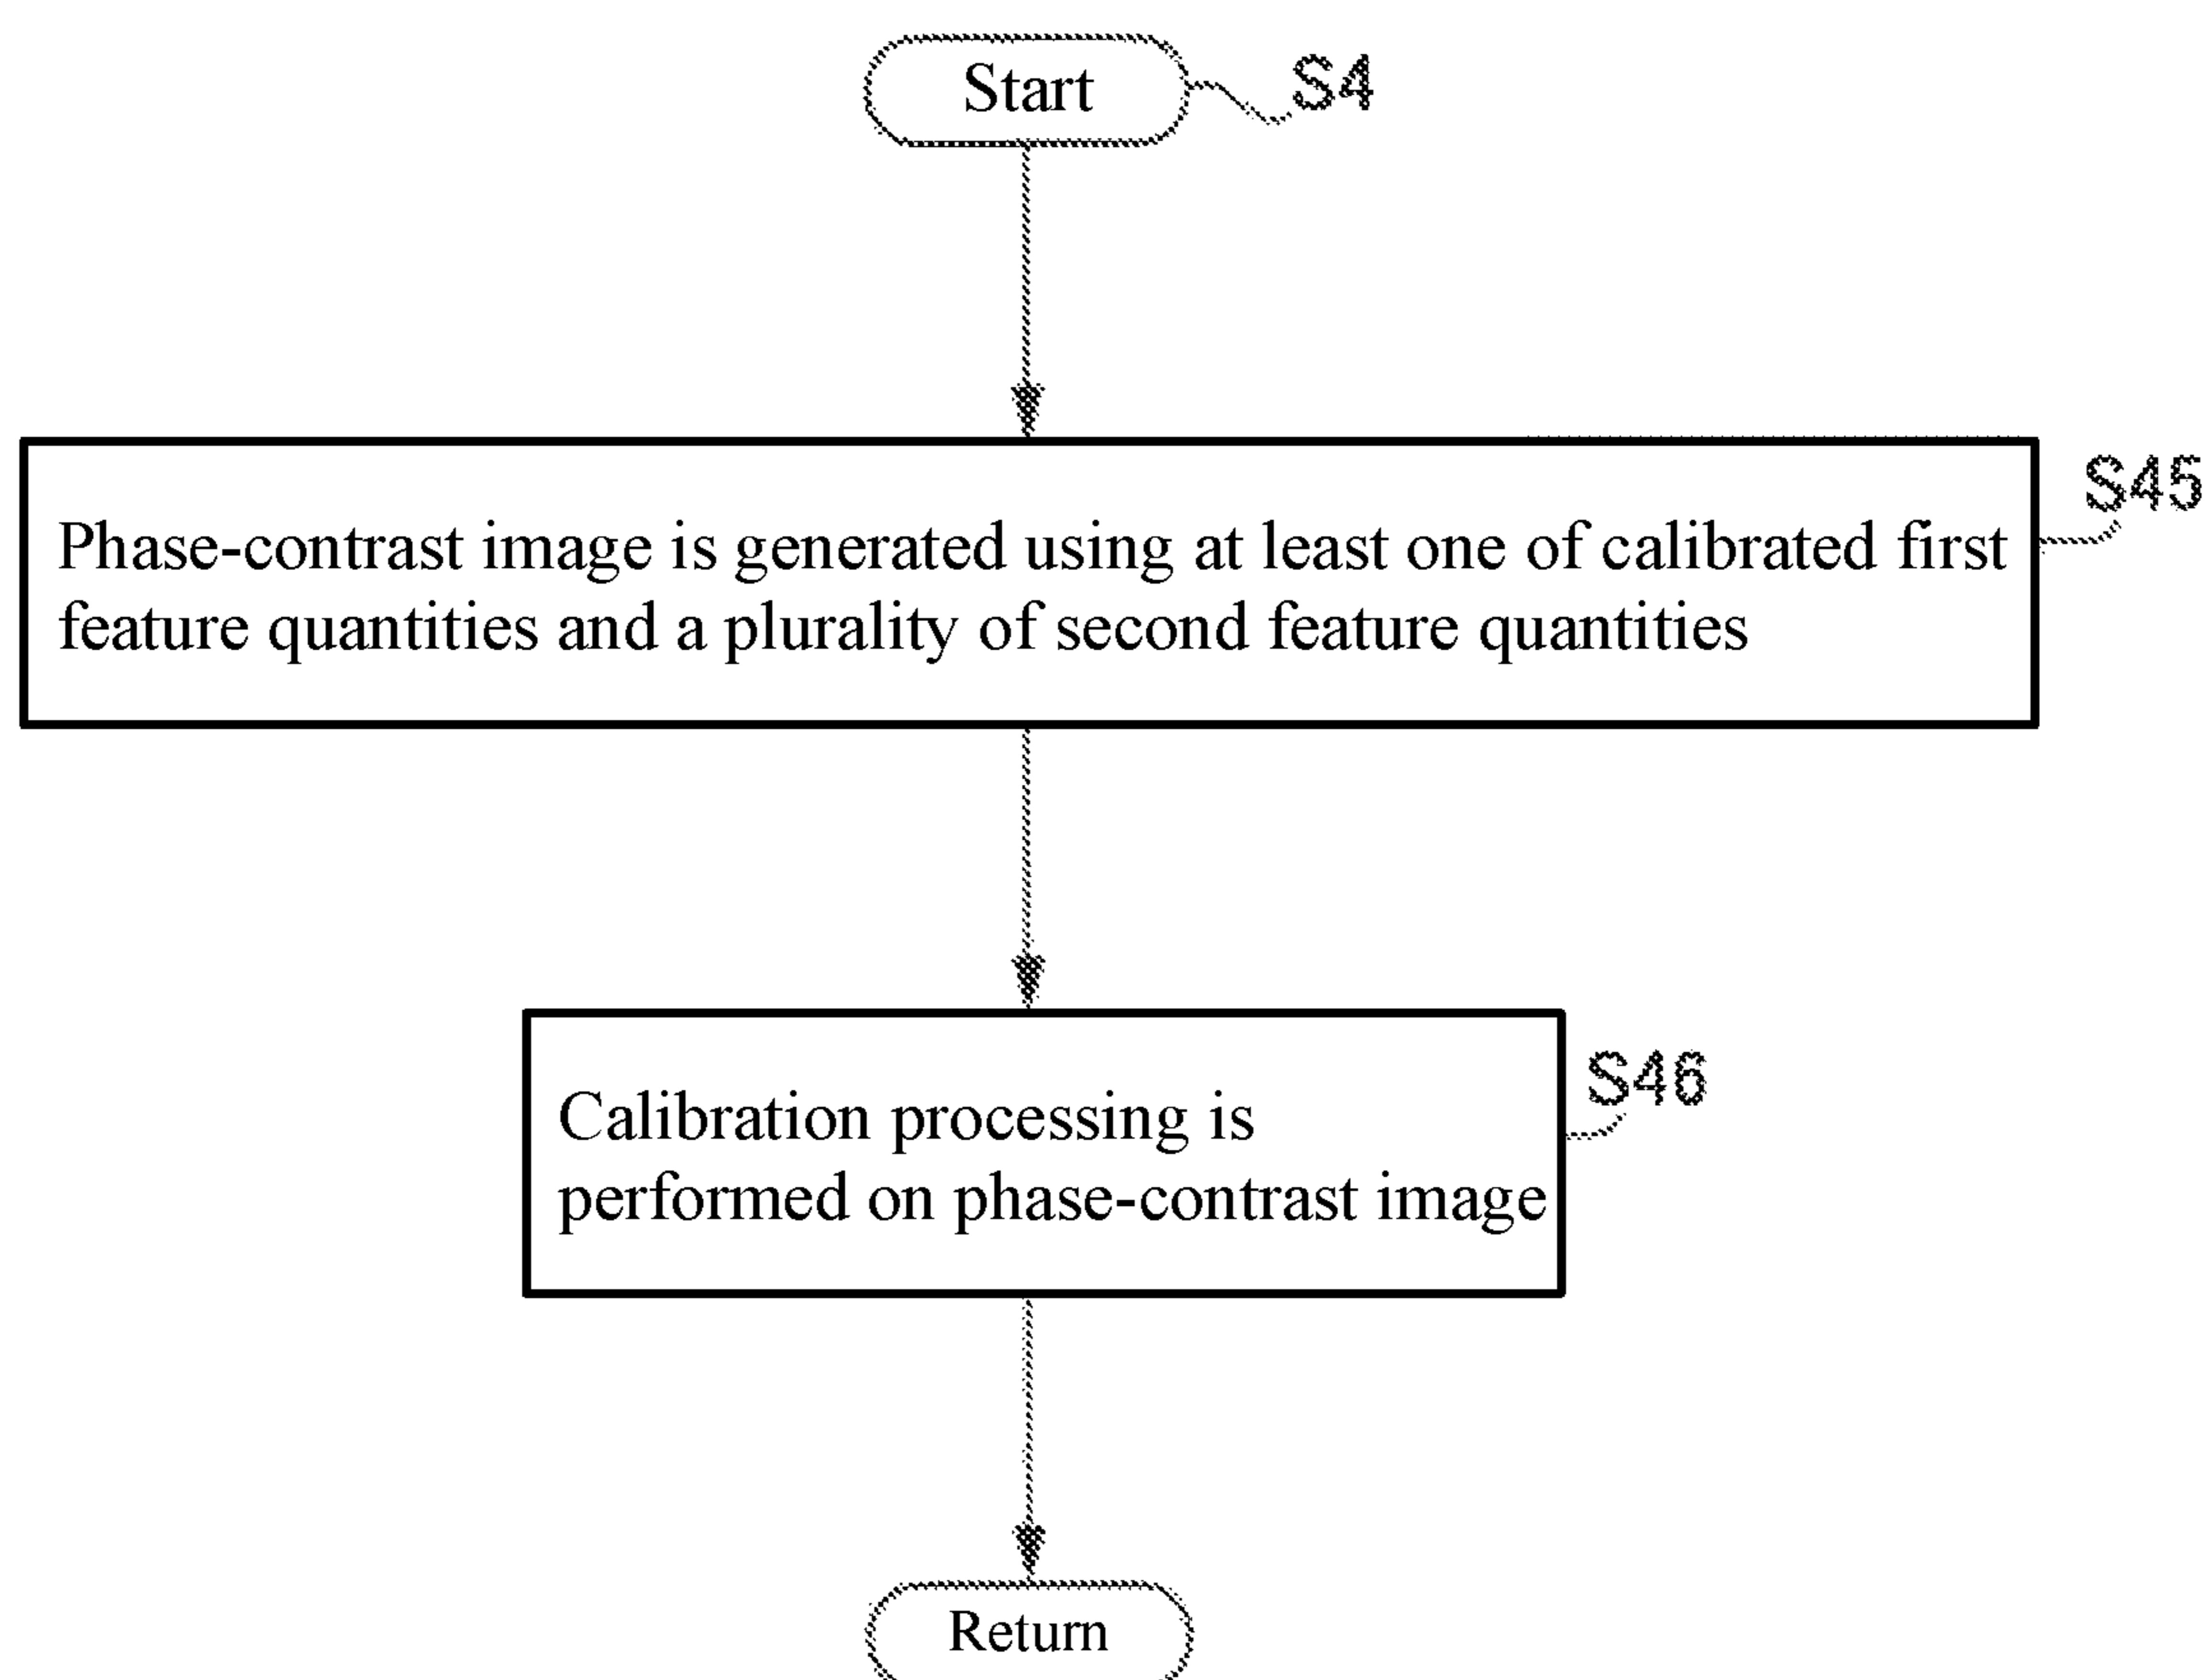 Start
S4
S45
Phase-contrast image is generated using at least one of calibrated first
feature quantities and a plurality of second feature quantities
S46
Calibration processing is
performed on phase-contrast image
Return